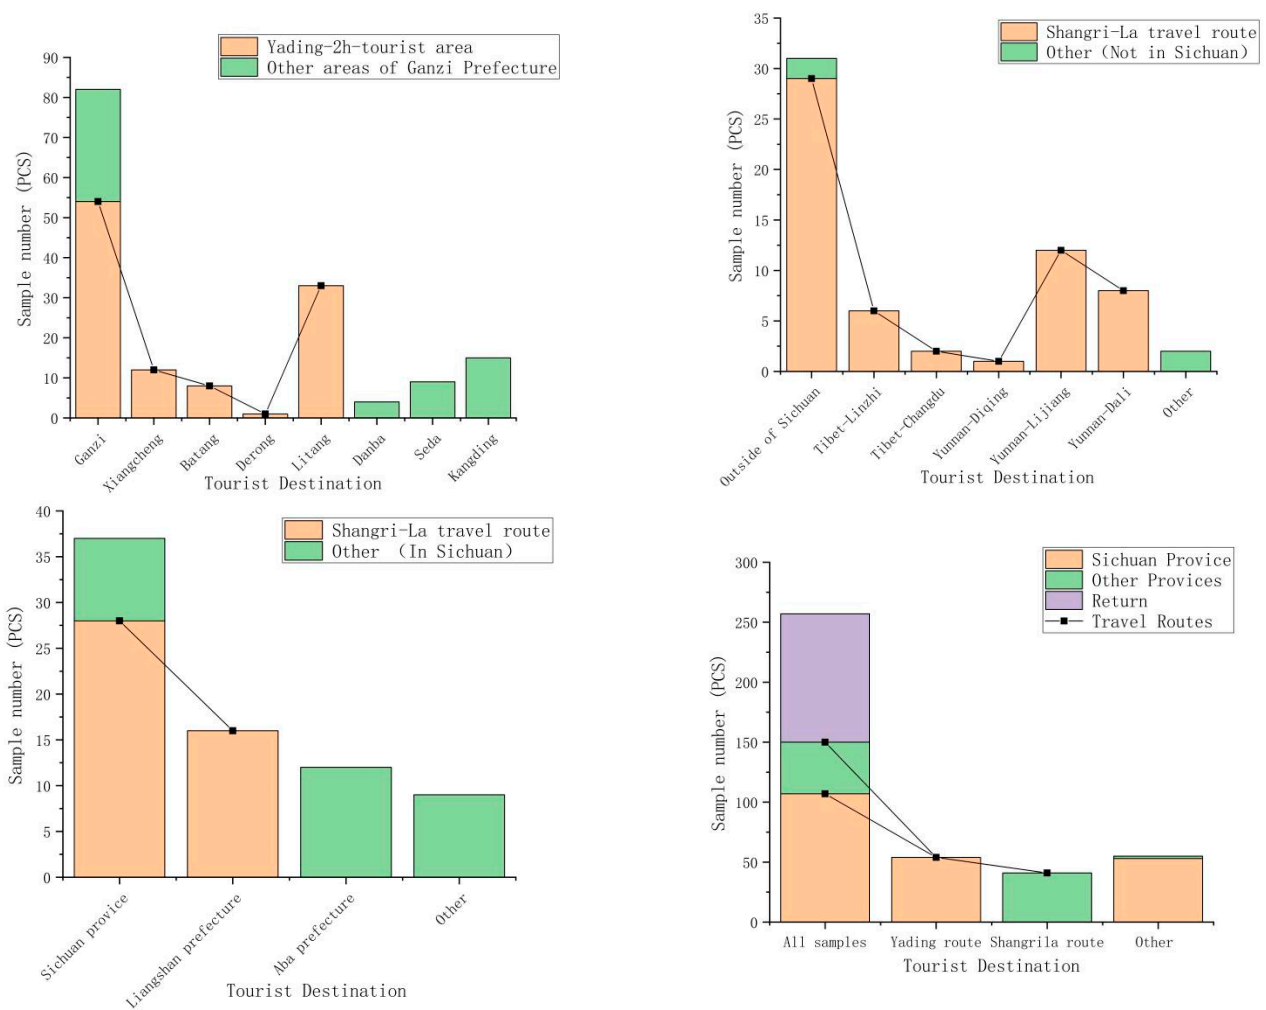 Yading-2h-tourist area
Other areas of Ganzi Prefecture
90
80
70
60
50
40
30
20
10
0
Sample number (PCS)
Ganzi
Xiangcheng
Batang
Derong
Litang
Danba
Seda
Kangding
Tourist Destination
Shangri-La travel route
Other (Not in Sichuan)
35
30
25
20
15
10
5
0
Sample number (PCS)
Outside of Sichuan
Tibet-Linzhi
Tibet-Changdu
Yunnan-Diqing
Yunnan-Lijiang
Yunnan-Dali
Other
Tourist Destination
Shangri-La travel route
Other (In Sichuan)
40
35
30
25
20
15
10
5
0
Sample number (PCS)
Sichuan provice
Liangshan prefecture
Aba prefecture
Other
Tourist Destination
Sichuan Provice
Other Provices
Return
Travel Routes
300
250
200
150
100
50
0
Sample number (PCS)
All samples
Yading route
Shangrila route
Other
Tourist Destination